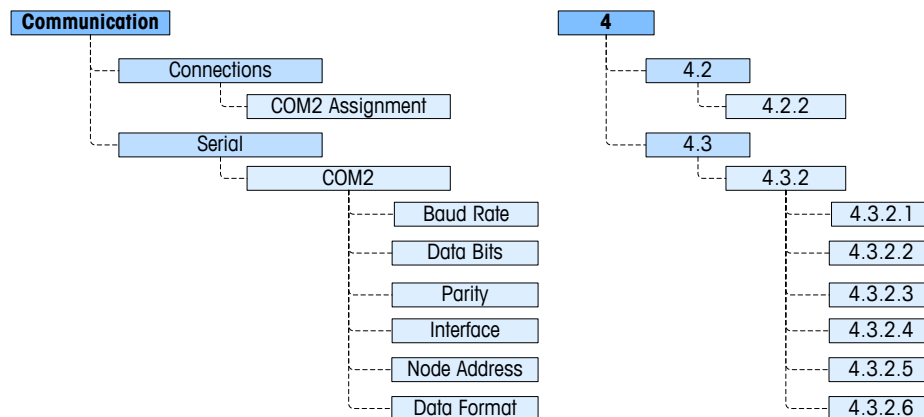 Communication
Connections
COM2 Assignment
Serial
COM2
Baud Rate
Data Bits
Parity
Interface
Node Address
Data Format
4
4.2
4.2.2
4.3
4.3.2
4.3.2.1
4.3.2.2
4.3.2.3
4.3.2.4
4.3.2.5
4.3.2.6